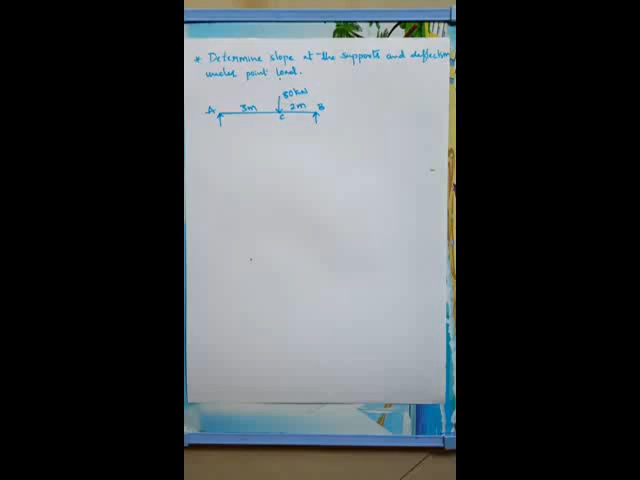 * Determine slope at the supports and deflection
under point load.
80kN
A 3m 2m B
C